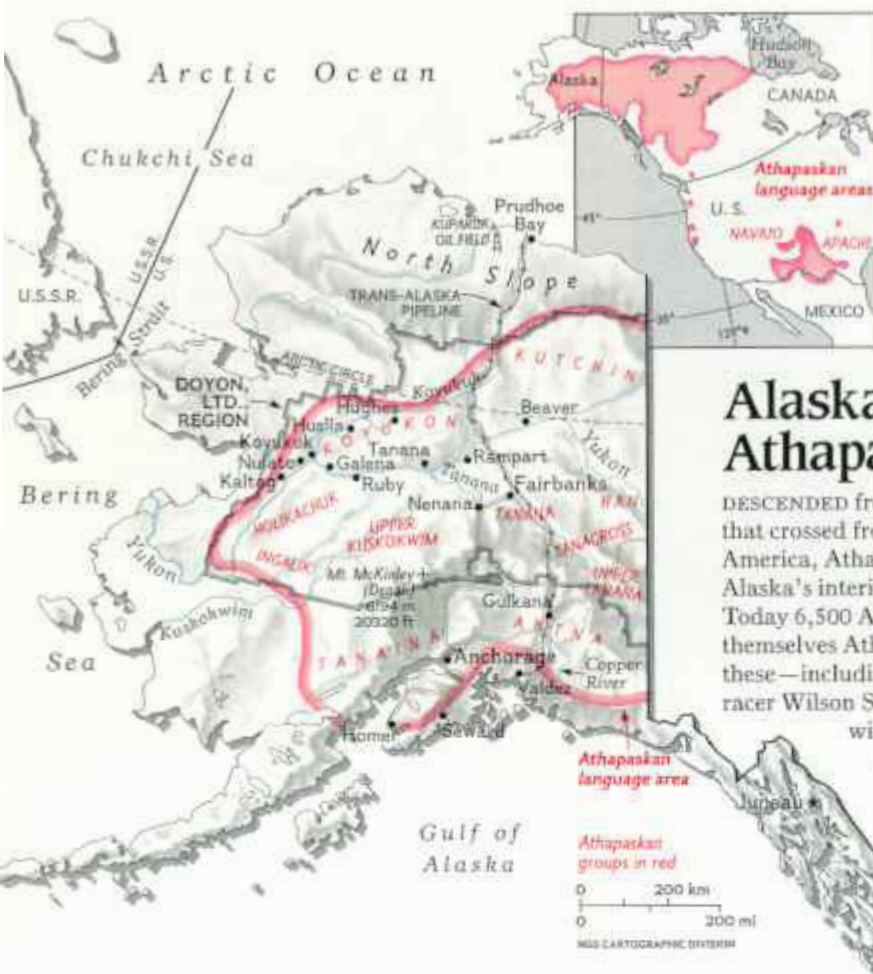 Arctic Ocean
Chukchi Sea
U.S.S.R.
U.S.
U.S.S.R.
Bering Strait
Prudhoe
Bay
KUPARUK
OIL FIELD
North Slope
TRANS-ALASKA
PIPELINE
ARCTIC CIRCLE
DOYON,
LTD.
REGION
Koyukuk
KUTCHIN
Hughes
Huslia
KOYUKON
Beaver
Koyukuk
Tanana
Rampart
Yukon
Nulato
Galena
Tanana
Kaltag
Ruby
Fairbanks
Nenana
TANANA
HAN
Bering
Sea
HOLIKACHUK
UPPER
KUSKOKWIM
TANACROSS
INGALIK
UPPER
TANANA
Yukon
Mt. McKinley
(Denali)
6194 m
20320 ft
Kuskokwim
Gulkana
AHTNA
TANAINA
Anchorage
Copper
River
Valdez
Homer
Seward
Athapaskan
language area
Juneau
Gulf of
Alaska
Athapaskan
groups in red
0 200 km
0 200 mi
NGS CARTOGRAPHIC DIVISION
Hudson
Bay
Alaska
CANADA
Athapaskan
language areas
U.S.
NAVAJO
APACHE
MEXICO
45°
35°
120°W
Alaska
Athapa
DESCENDED fr
that crossed fro
America, Atha
Alaska's interi
Today 6,500 A
themselves Ath
these—includi
racer Wilson S
wi